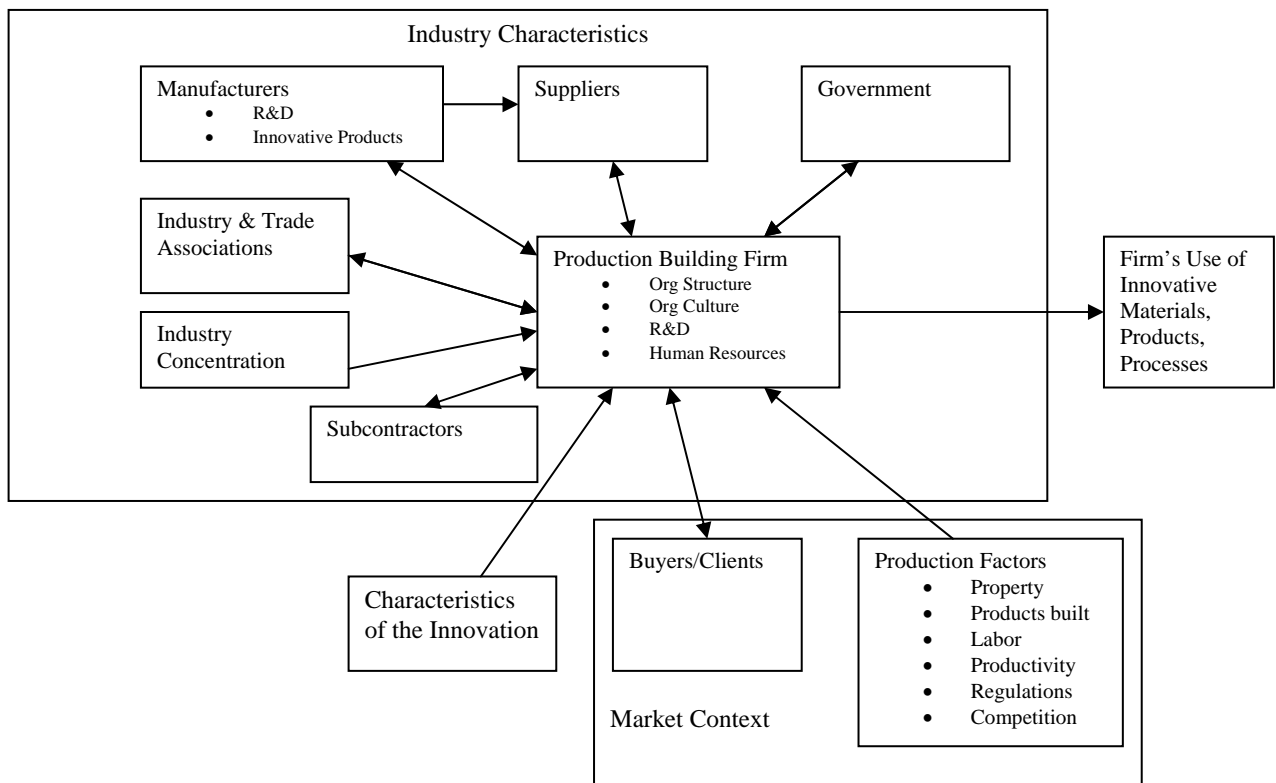 Industry Characteristics
Manufacturers
• R&D
• Innovative Products
Suppliers
Government
Industry & Trade
Associations
Production Building Firm
• Org Structure
• Org Culture
• R&D
• Human Resources
Firm’s Use of
Innovative
Materials,
Products,
Processes
Industry
Concentration
Subcontractors
Characteristics
of the Innovation
Buyers/Clients
Production Factors
• Property
• Products built
• Labor
• Productivity
• Regulations
• Competition
Market Context